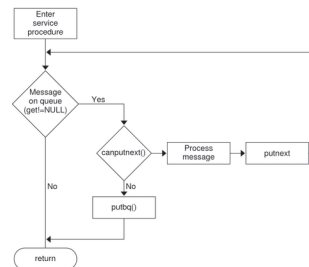 Enter
service
procedure
Message
on queue
(get!=NULL)
Yes
canputnext()
Process
message
putnext
No
No
putbq()
return